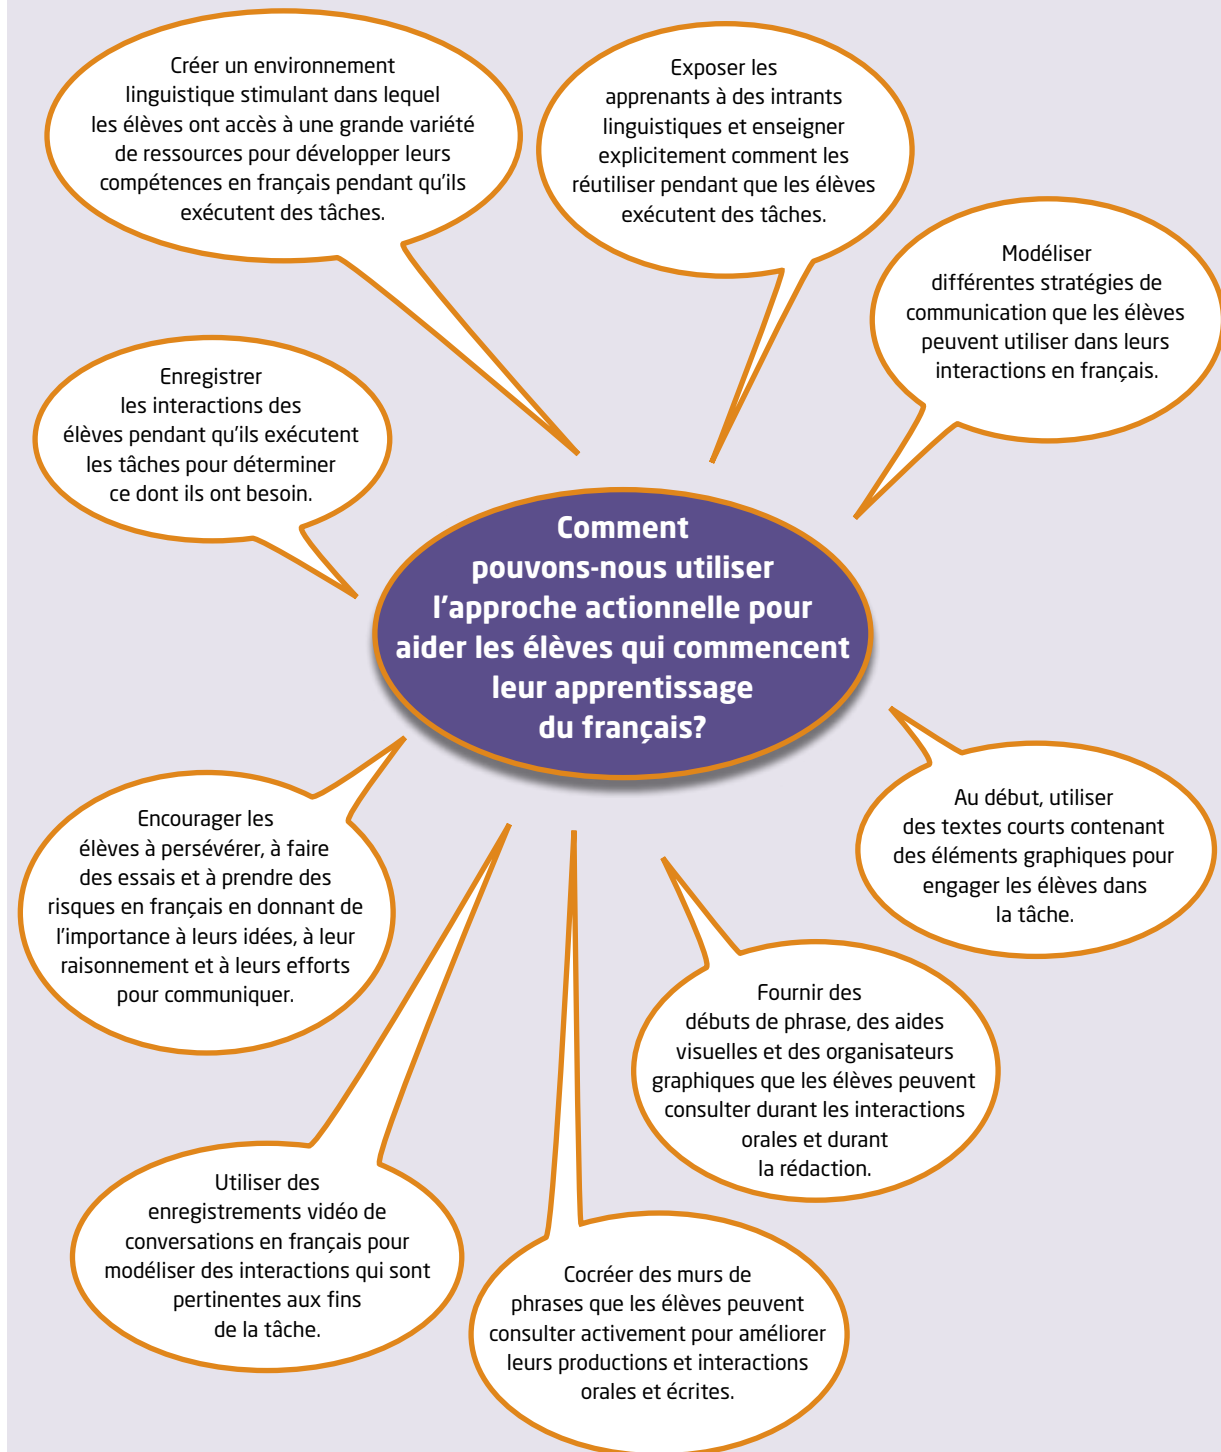 Créer un environnement
linguistique stimulant dans lequel
les élèves ont accès à une grande variété
de ressources pour développer leurs
compétences en français pendant qu'ils
exécutent des tâches.
Exposer les
apprenants à des intrants
linguistiques et enseigner
explicitement comment les
réutiliser pendant que les élèves
exécutent des tâches.
Modéliser
différentes stratégies de
communication que les élèves
peuvent utiliser dans leurs
interactions en français.
Enregistrer
les interactions des
élèves pendant qu'ils exécutent
les tâches pour déterminer
ce dont ils ont besoin.
Comment
pouvons-nous utiliser
l'approche actionnelle pour
aider les élèves qui commencent
leur apprentissage
du français?
Encourager les
élèves à persévérer, à faire
des essais et à prendre des
risques en français en donnant de
l'importance à leurs idées, à leur
raisonnement et à leurs efforts
pour communiquer.
Au début, utiliser
des textes courts contenant
des éléments graphiques pour
engager les élèves dans
la tâche.
Fournir des
débuts de phrase, des aides
visuelles et des organisateurs
graphiques que les élèves peuvent
consulter durant les interactions
orales et durant
la rédaction.
Utiliser des
enregistrements vidéo de
conversations en français pour
modéliser des interactions qui sont
pertinentes aux fins
de la tâche.
Cocréer des murs de
phrases que les élèves peuvent
consulter activement pour améliorer
leurs productions et interactions
orales et écrites.